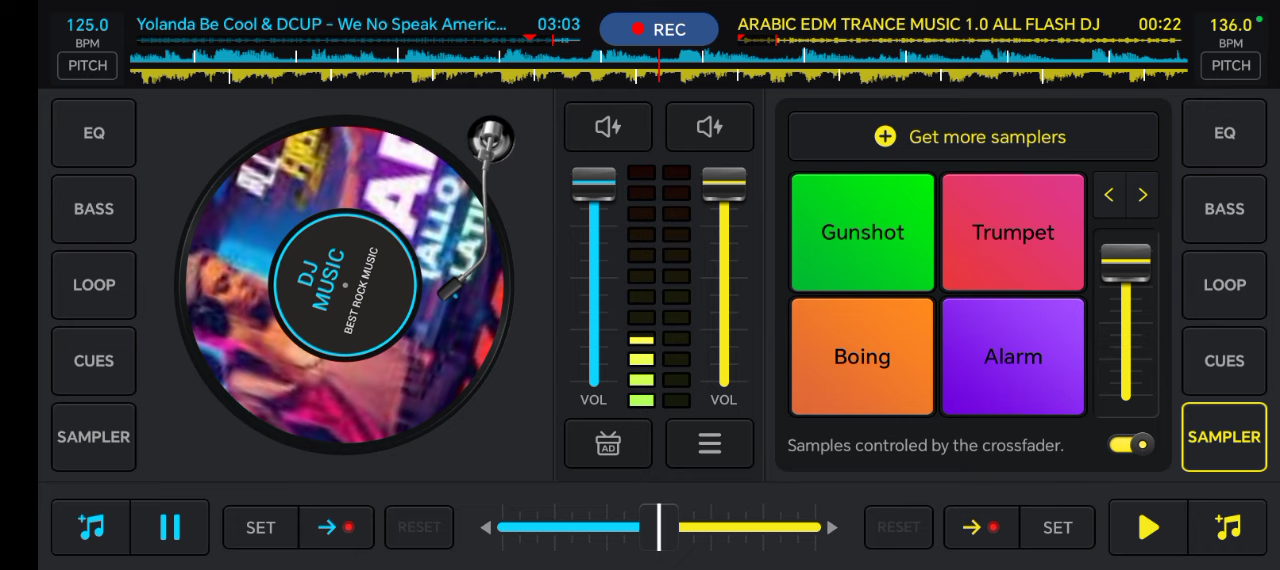 125.0
BPM
PITCH
Yolanda Be Cool & DCUP - We No Speak Americ... 03:03
REC
ARABIC EDM TRANCE MUSIC 1.0 ALL FLASH DJ 00:22
136.0
BPM
PITCH
EQ
BASS
LOOP
CUES
SAMPLER
DJ
MUSIC
BEST ROCK MUSIC
VOL
VOL
AD
Get more samplers
Gunshot
Trumpet
Boing
Alarm
Samples controled by the crossfader.
EQ
BASS
LOOP
CUES
SAMPLER
SET
RESET
RESET
SET